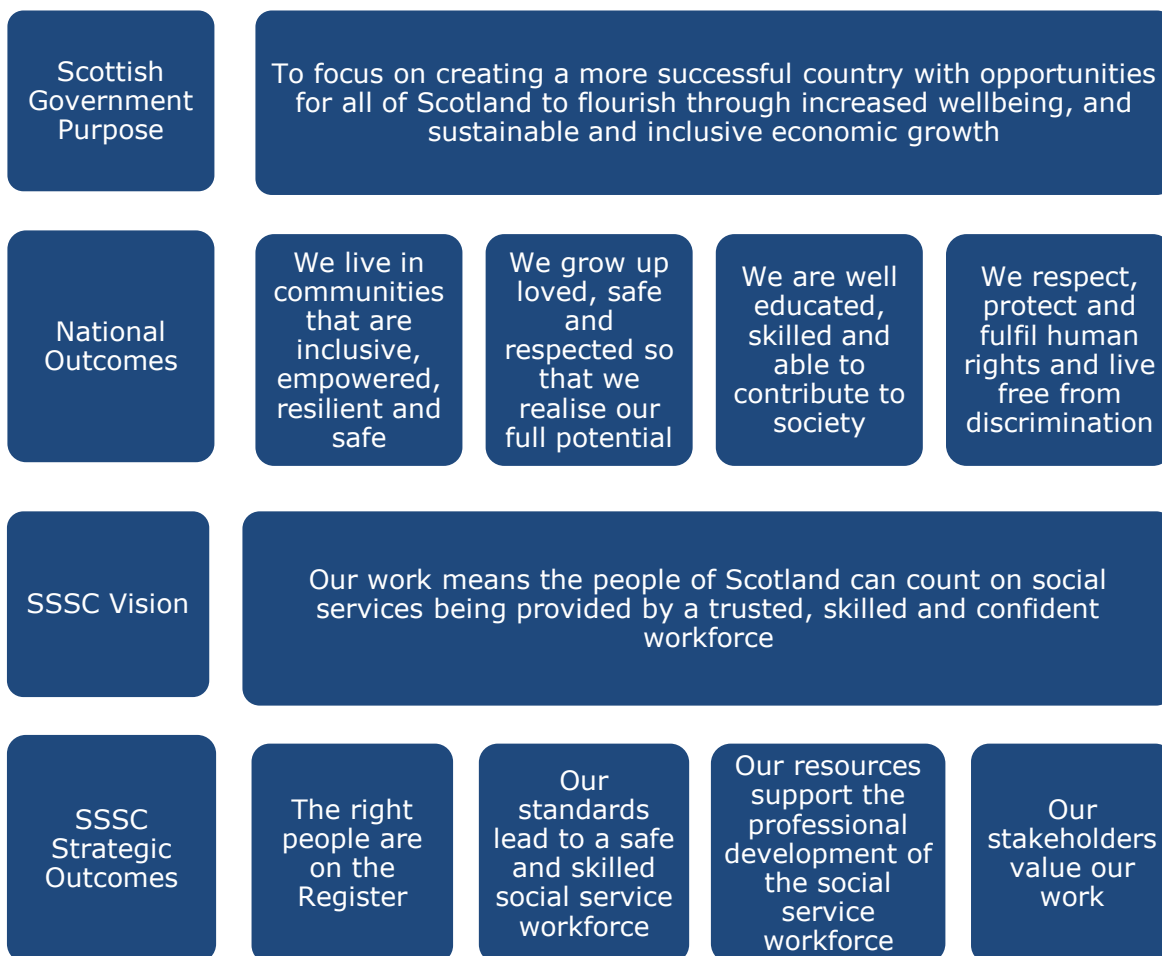 Scottish
Government
Purpose
To focus on creating a more successful country with opportunities
for all of Scotland to flourish through increased wellbeing, and
sustainable and inclusive economic growth
National
Outcomes
We live in
communities
that are
inclusive,
empowered,
resilient and
safe
We grow up
loved, safe
and
respected so
that we
realise our
full potential
We are well
educated,
skilled and
able to
contribute to
society
We respect,
protect and
fulfil human
rights and live
free from
discrimination
SSSC Vision
Our work means the people of Scotland can count on social
services being provided by a trusted, skilled and confident
workforce
SSSC
Strategic
Outcomes
The right
people are
on the
Register
Our
standards
lead to a safe
and skilled
social service
workforce
Our resources
support the
professional
development of
the social
service
workforce
Our
stakeholders
value our
work